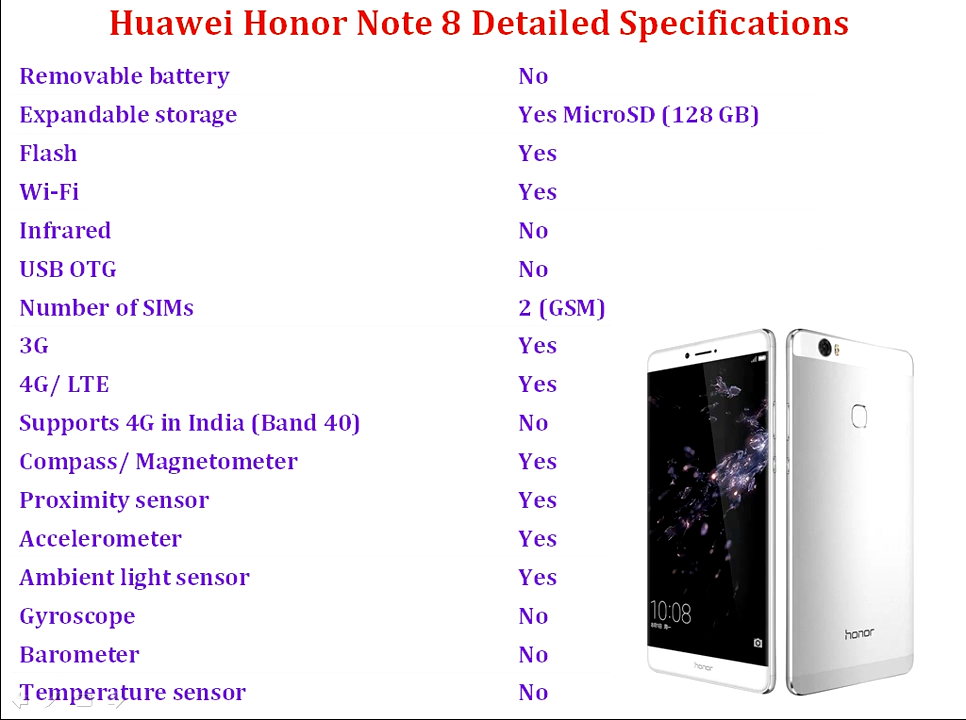 Huawei Honor Note 8 Detailed Specifications
Removable battery No
Expandable storage Yes MicroSD (128 GB)
Flash Yes
Wi-Fi Yes
Infrared No
USB OTG No
Number of SIMs 2 (GSM)
3G Yes
4G/ LTE Yes
Supports 4G in India (Band 40) No
Compass/ Magnetometer Yes
Proximity sensor Yes
Accelerometer Yes
Ambient light sensor Yes
Gyroscope No
10:08
honor
Barometer No
honor
Temperature sensor No